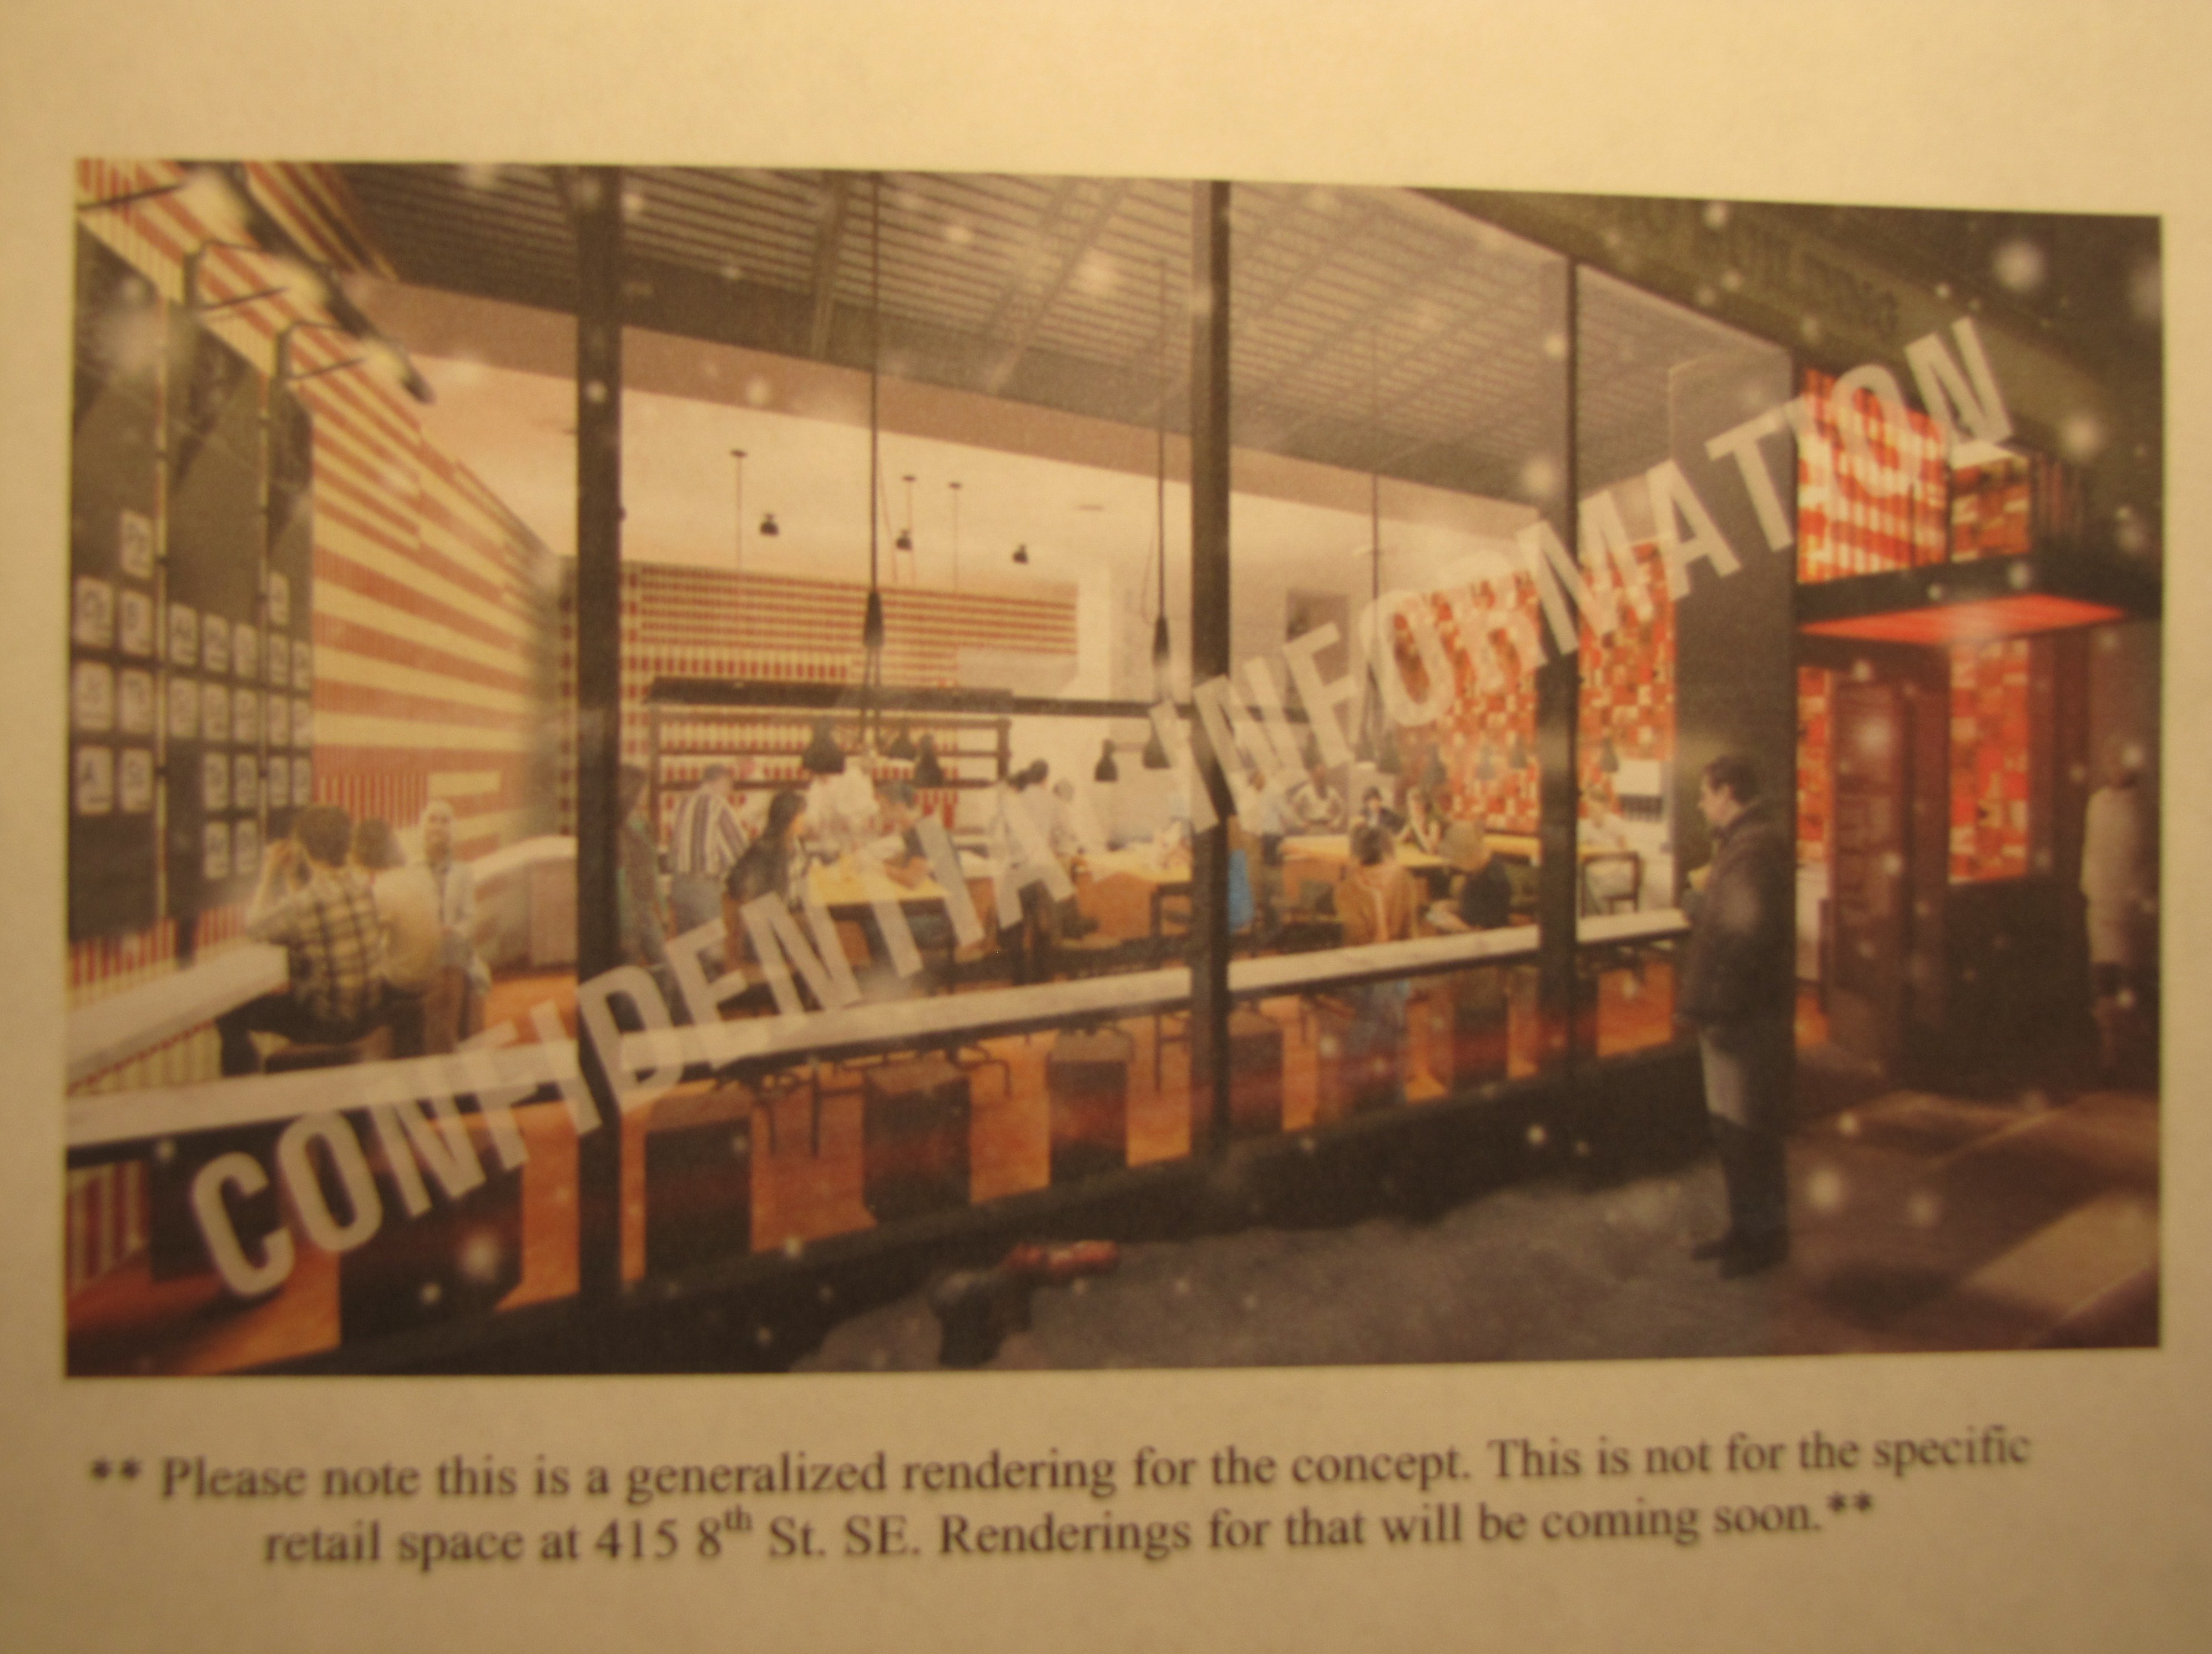 CONFIDENTIAL INFORMATION
** Please note this is a generalized rendering for the concept. This is not for the specific
retail space at 415 8th St. SE. Renderings for that will be coming soon.**